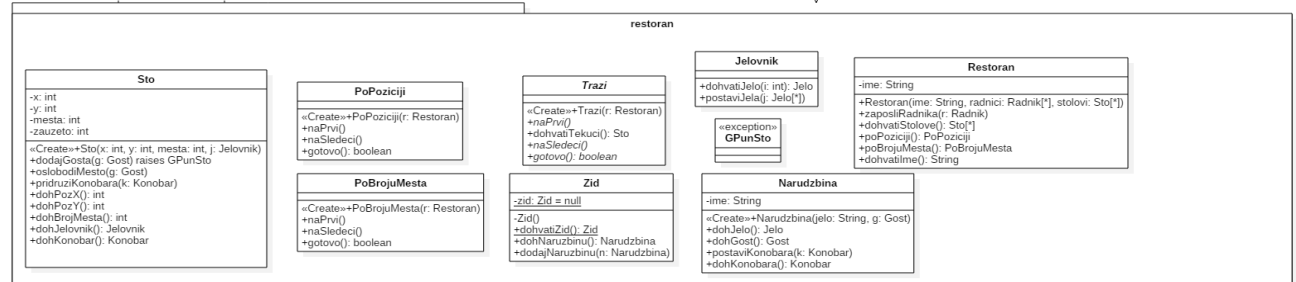 restoran
Sto
-x: int
-y: int
-mesta: int
-zauzeto: int
«Create»+Sto(x: int, y: int, mesta: int, j: Jelovnik)
+dodajGosta(g: Gost) raises GPunSto
+oslobodiMesto(g: Gost)
+pridruziKonobara(k: Konobar)
+dohPozX(): int
+dohPozY(): int
+dohBrojMesta(): int
+dohJelovnik(): Jelovnik
+dohKonobar(): Konobar
PoPoziciji
«Create»+PoPoziciji(r: Restoran)
+naPrvi()
+naSledeci()
+gotovo(): boolean
PoBrojuMesta
«Create»+PoBrojuMesta(r: Restoran)
+naPrvi()
+naSledeci()
+gotovo(): boolean
Trazi
«Create»+Trazi(r: Restoran)
+naPrvi()
+dohvatiTekuci(): Sto
+naSledeci()
+gotovo(): boolean
Zid
-zid: Zid = null
-Zid()
+dohvatiZid(): Zid
+dohNaruzbinu(): Narudzbina
+dodajNaruzbinu(n: Narudzbina)
Jelovnik
+dohvatiJelo(i: int): Jelo
+postaviJela(j: Jelo[*])
«exception»
GPunSto
Narudzbina
-ime: String
«Create»+Narudzbina(jelo: String, g: Gost)
+dohJelo(): Jelo
+dohGost(): Gost
+postaviKonobara(k: Konobar)
+dohKonobara(): Konobar
Restoran
-ime: String
+Restoran(ime: String, radnici: Radnik[*], stolovi: Sto[*])
+zaposliRadnika(r: Radnik)
+dohvatiStolove(): Sto[*]
+poPoziciji(): PoPoziciji
+poBrojuMesta(): PoBrojuMesta
+dohvatiIme(): String